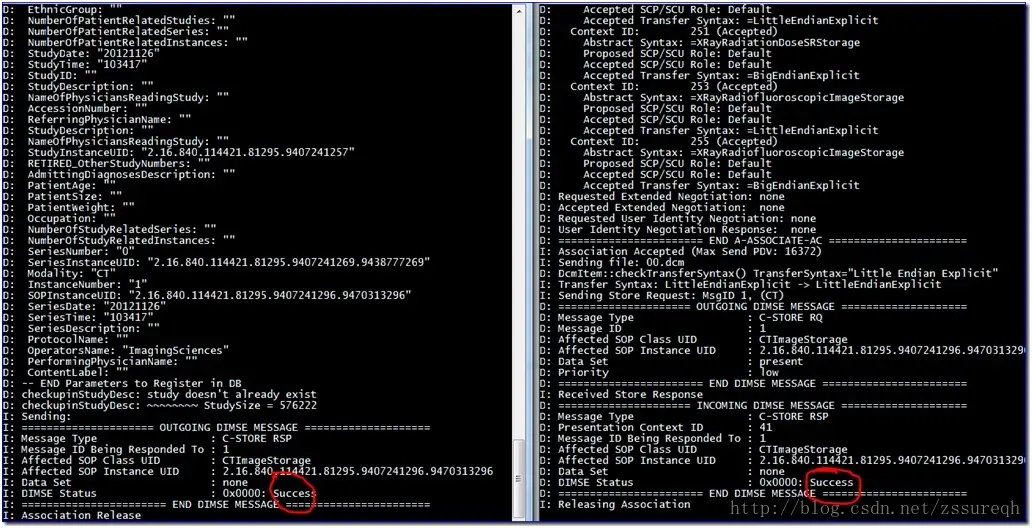 D:  EthnicGroup: ""
D:  NumberOfPatientRelatedStudies: ""
D:  NumberOfPatientRelatedSeries: ""
D:  NumberOfPatientRelatedInstances: ""
D:  StudyDate: "20121126"
D:  StudyTime: "103417"
D:  StudyID: ""
D:  StudyDescription: ""
D:  NameOfPhysiciansReadingStudy: ""
D:  AccessionNumber: ""
D:  ReferringPhysicianName: ""
D:  StudyDescription: ""
D:  NameOfPhysiciansReadingStudy: ""
D:  StudyInstanceUID: "2.16.840.114421.81295.9407241257"
D:  RETIRED_OtherStudyNumbers: ""
D:  AdmittingDiagnosesDescription: ""
D:  PatientAge: ""
D:  PatientSize: ""
D:  PatientWeight: ""
D:  Occupation: ""
D:  NumberOfStudyRelatedSeries: ""
D:  NumberOfStudyRelatedInstances: ""
D:  SeriesNumber: "0"
D:  SeriesInstanceUID: "2.16.840.114421.81295.9407241269.9438777269"
D:  Modality: "CT"
D:  InstanceNumber: "1"
D:  SOPInstanceUID: "2.16.840.114421.81295.9407241296.9470313296"
D:  SeriesDate: "20121126"
D:  SeriesTime: "103417"
D:  SeriesDescription: ""
D:  ProtocolName: ""
D:  OperatorsName: "ImagingSciences"
D:  PerformingPhysicianName: ""
D:  ContentLabel: ""
D: -- END Parameters to Register in DB
D: checkupinStudyDesc: study doesn't already exist
D: checkupinStudyDesc: ~~~~~~~~ StudySize = 576222
I: Sending:
I: ===================== OUTGOING DIMSE MESSAGE ====================
I: Message Type                  : C-STORE RSP
I: Message ID Being Responded To : 1
I: Affected SOP Class UID        : CTImageStorage
I: Affected SOP Instance UID     : 2.16.840.114421.81295.9407241296.9470313296
I: Data Set                      : none
I: DIMSE Status                  : 0x0000: Success
I: ======================= END DIMSE MESSAGE =======================
I: Association Release
D:     Accepted SCP/SCU Role: Default
D:     Accepted Transfer Syntax: =LittleEndianExplicit
D:   Context ID:        251 (Accepted)
D:     Abstract Syntax: =XRayRadiationDoseSRStorage
D:     Proposed SCP/SCU Role: Default
D:     Accepted SCP/SCU Role: Default
D:     Accepted Transfer Syntax: =BigEndianExplicit
D:   Context ID:        253 (Accepted)
D:     Abstract Syntax: =XRayRadiofluoroscopicImageStorage
D:     Proposed SCP/SCU Role: Default
D:     Accepted SCP/SCU Role: Default
D:     Accepted Transfer Syntax: =LittleEndianExplicit
D:   Context ID:        255 (Accepted)
D:     Abstract Syntax: =XRayRadiofluoroscopicImageStorage
D:     Proposed SCP/SCU Role: Default
D:     Accepted SCP/SCU Role: Default
D:     Accepted Transfer Syntax: =BigEndianExplicit
D: Requested Extended Negotiation: none
D: Accepted Extended Negotiation:  none
D: Requested User Identity Negotiation: none
D: User Identity Negotiation Response:  none
D: ======================= END A-ASSOCIATE-AC ======================
I: Association Accepted (Max Send PDV: 16372)
I: Sending file: 00.dcm
D: DcmItem::checkTransferSyntax() TransferSyntax="Little Endian Explicit"
I: Transfer Syntax: LittleEndianExplicit -> LittleEndianExplicit
I: Sending Store Request: MsgID 1, (CT)
D: ===================== OUTGOING DIMSE MESSAGE ====================
D: Message Type                  : C-STORE RQ
D: Message ID                    : 1
D: Affected SOP Class UID        : CTImageStorage
D: Affected SOP Instance UID     : 2.16.840.114421.81295.9407241296.9470313296
D: Data Set                      : present
D: Priority                      : low
D: ======================= END DIMSE MESSAGE =======================
I: Received Store Response
D: ===================== INCOMING DIMSE MESSAGE ====================
D: Message Type                  : C-STORE RSP
D: Presentation Context ID       : 41
D: Message ID Being Responded To : 1
D: Affected SOP Class UID        : CTImageStorage
D: Affected SOP Instance UID     : 2.16.840.114421.81295.9407241296.9470313296
D: Data Set                      : none
D: DIMSE Status                  : 0x0000: Success
D: ======================= END DIMSE MESSAGE =======================
I: Releasing Association
http://blog.csdn.net/zssureqh